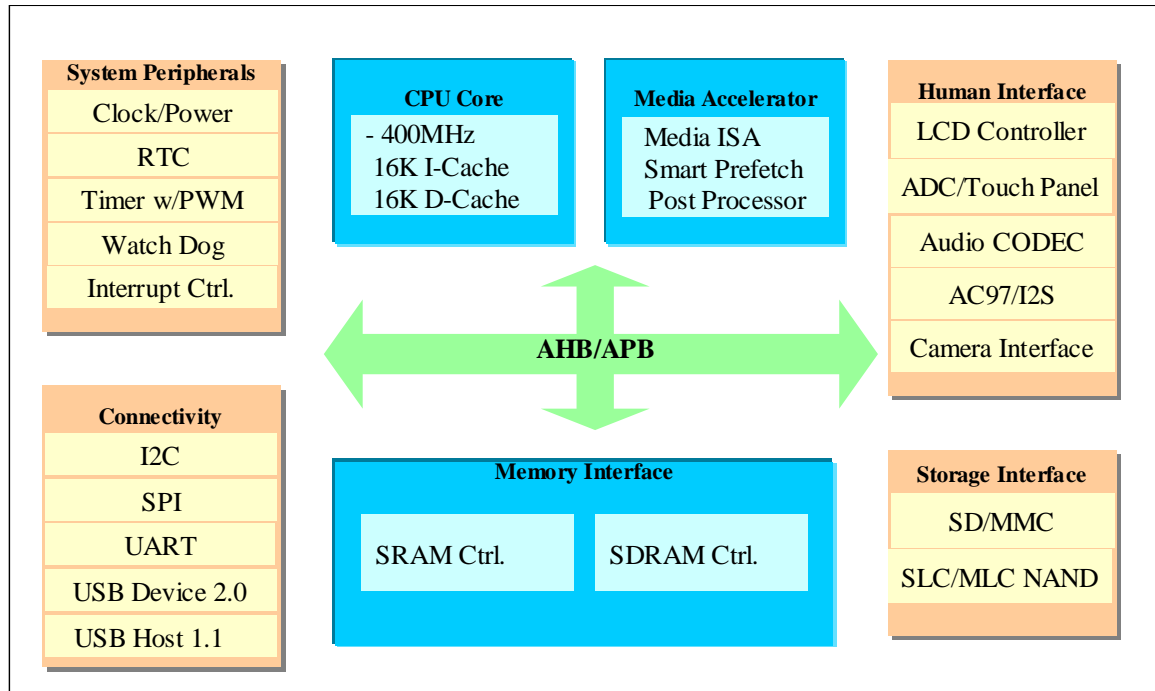 System Peripherals
Clock/Power
RTC
Timer w/PWM
Watch Dog
Interrupt Ctrl.
Connectivity
I2C
SPI
UART
USB Device 2.0
USB Host 1.1
CPU Core
- 400MHz
16K I-Cache
16K D-Cache
Media Accelerator
Media ISA
Smart Prefetch
Post Processor
AHB/APB
Memory Interface
SRAM Ctrl.
SDRAM Ctrl.
Human Interface
LCD Controller
ADC/Touch Panel
Audio CODEC
AC97/I2S
Camera Interface
Storage Interface
SD/MMC
SLC/MLC NAND